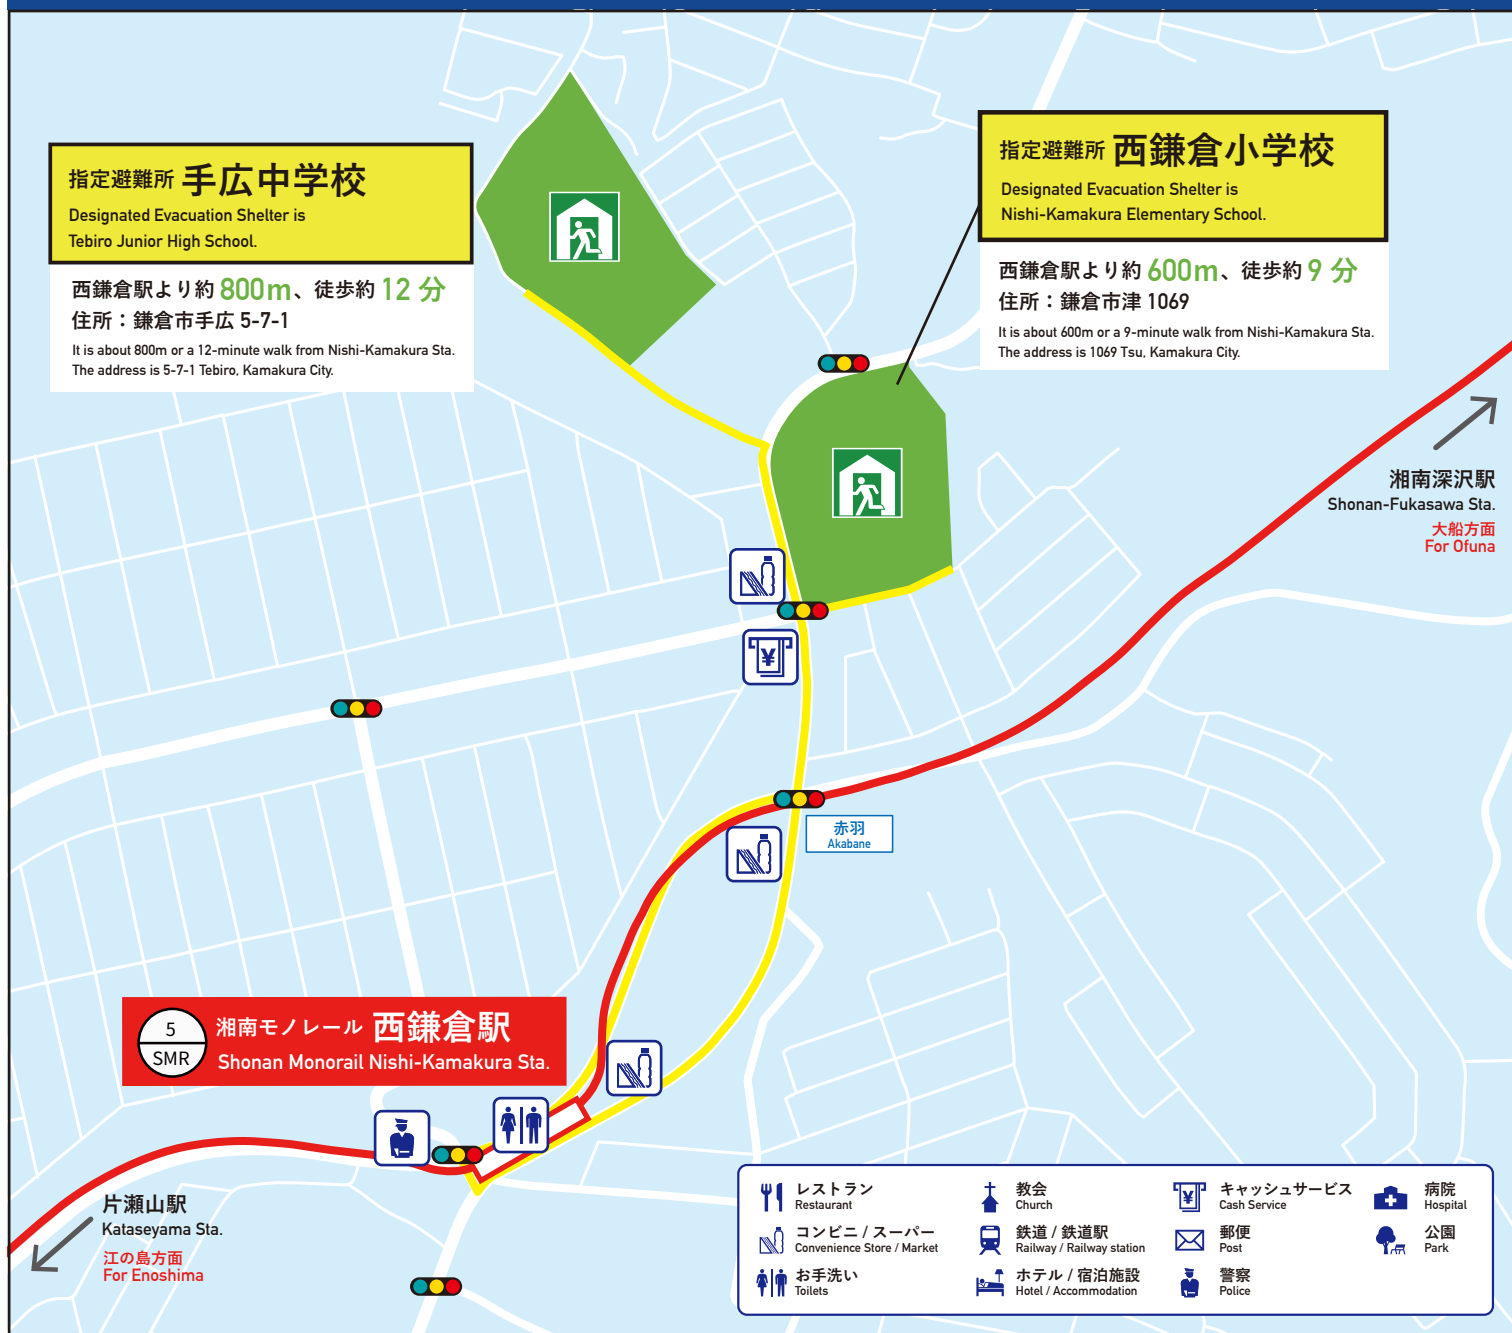 指定避難所 手広中学校
Designated Evacuation Shelter is
Tebiro Junior High School.
西鎌倉駅より約 800m、徒歩約 12 分
住所：鎌倉市手広 5-7-1
It is about 800m or a 12-minute walk from Nishi-Kamakura Sta.
The address is 5-7-1 Tebiro, Kamakura City.
指定避難所 西鎌倉小学校
Designated Evacuation Shelter is
Nishi-Kamakura Elementary School.
西鎌倉駅より約 600m、徒歩約 9 分
住所：鎌倉市津 1069
It is about 600m or a 9-minute walk from Nishi-Kamakura Sta.
The address is 1069 Tsu, Kamakura City.
湘南深沢駅
Shonan-Fukasawa Sta.
大船方面
For Ofuna
¥
赤羽
Akabane
5
SMR
湘南モノレール 西鎌倉駅
Shonan Monorail Nishi-Kamakura Sta.
片瀬山駅
Kataseyama Sta.
江の島方面
For Enoshima
レストラン
Restaurant
コンビニ / スーパー
Convenience Store / Market
お手洗い
Toilets
教会
Church
鉄道 / 鉄道駅
Railway / Railway station
ホテル / 宿泊施設
Hotel / Accommodation
¥
キャッシュサービス
Cash Service
郵便
Post
警察
Police
病院
Hospital
公園
Park